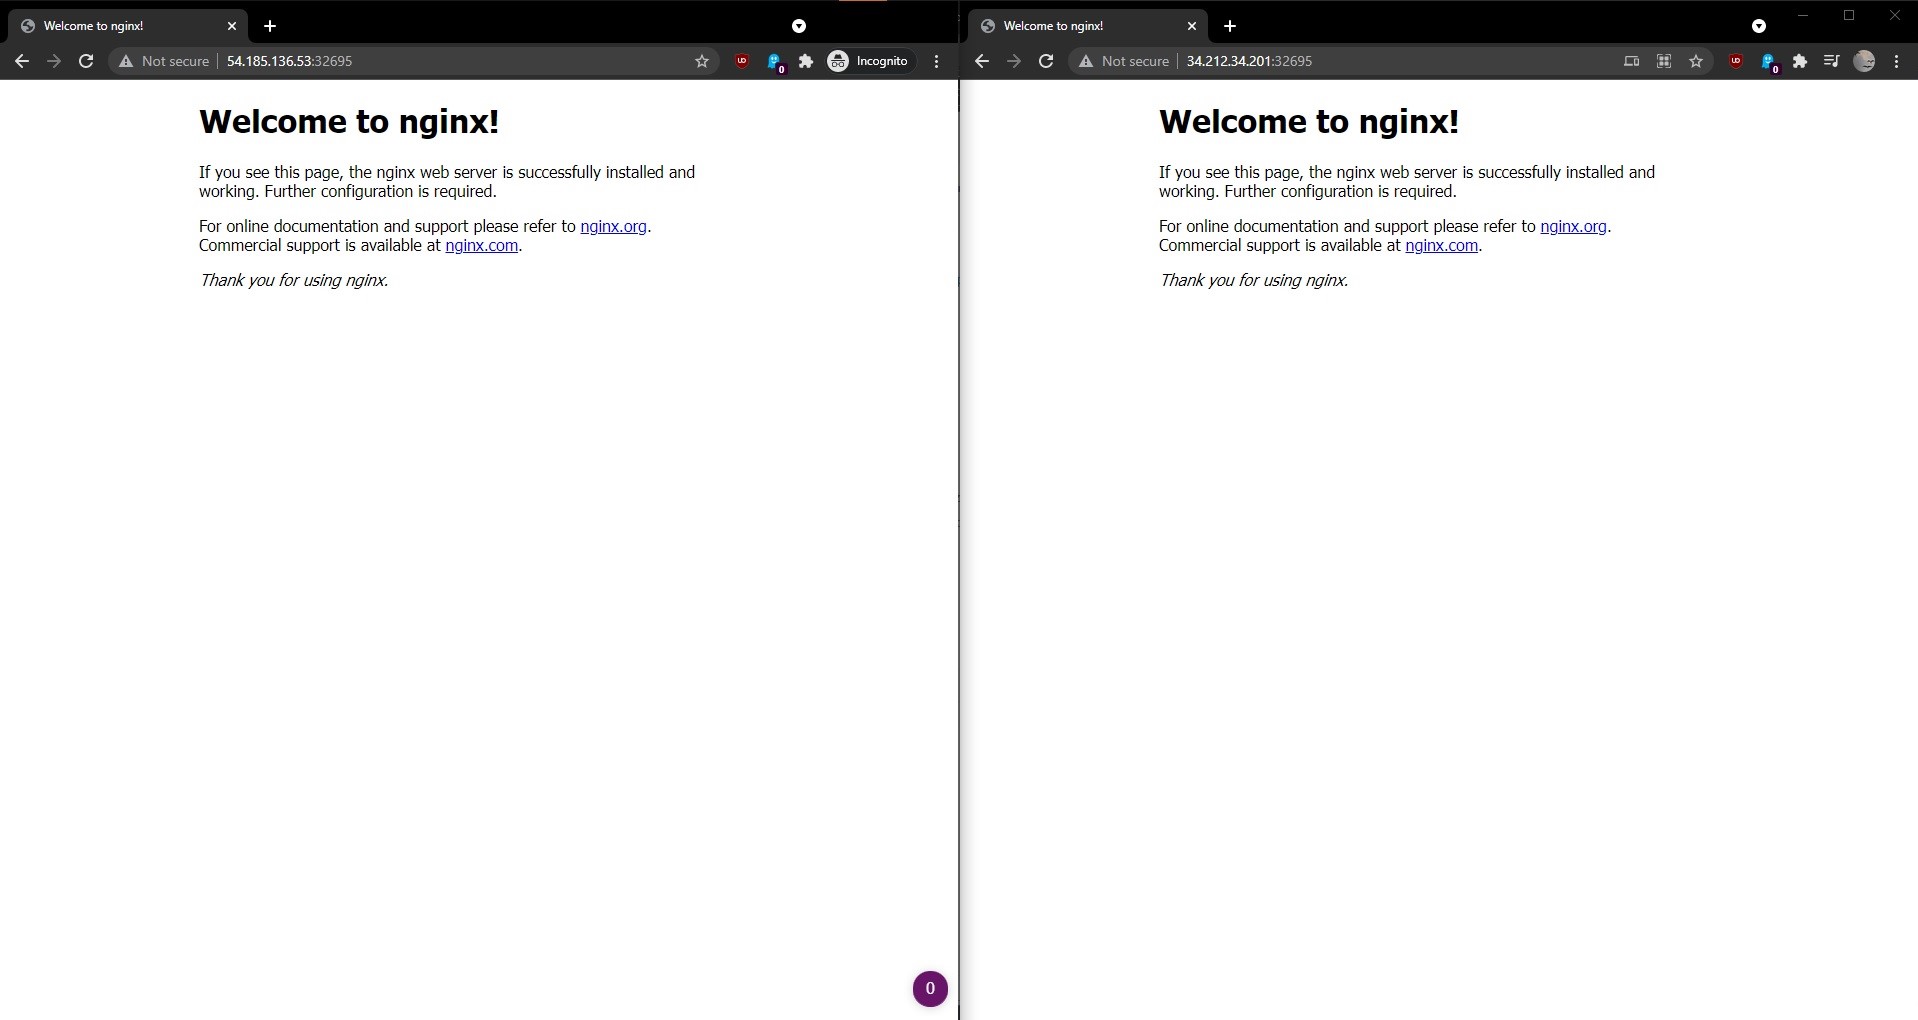 Welcome to nginx!
Not secure
54.185.136.53:32695
0
Incognito
Welcome to nginx!
If you see this page, the nginx web server is successfully installed and
working. Further configuration is required.
For online documentation and support please refer to nginx.org.
Commercial support is available at nginx.com.
Thank you for using nginx.
0
Welcome to nginx!
Not secure
34.212.34.201:32695
0
Welcome to nginx!
If you see this page, the nginx web server is successfully installed and
working. Further configuration is required.
For online documentation and support please refer to nginx.org.
Commercial support is available at nginx.com.
Thank you for using nginx.